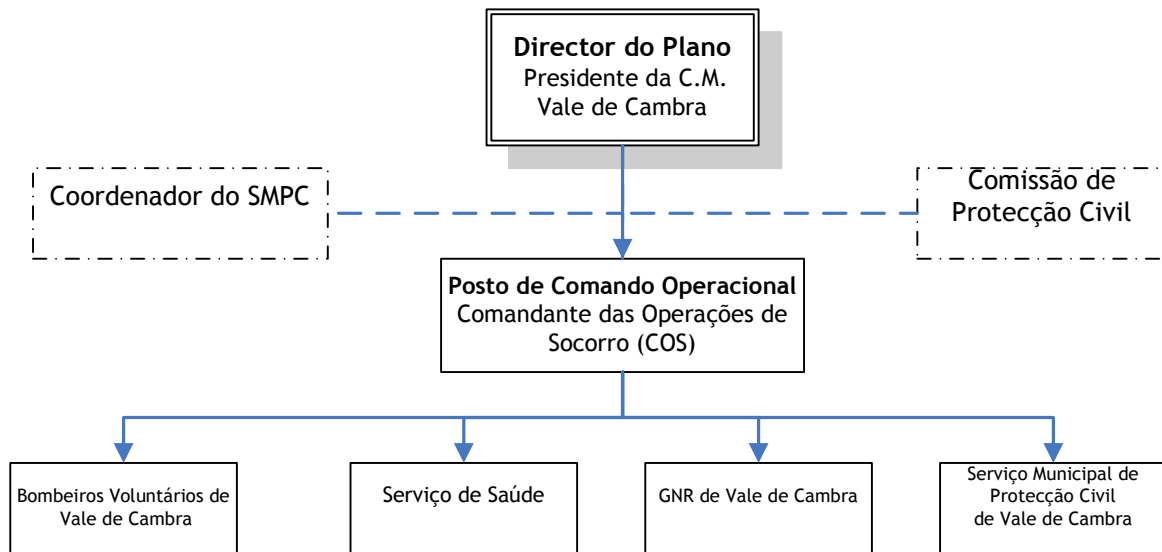 Director do Plano
Presidente da C.M.
Vale de Cambra
Coordenador do SMPC
Comissão de
Protecção Civil
Posto de Comando Operacional
Comandante das Operações de
Socorro (COS)
Bombeiros Voluntários de
Vale de Cambra
Serviço de Saúde
GNR de Vale de Cambra
Serviço Municipal de
Protecção Civil
de Vale de Cambra